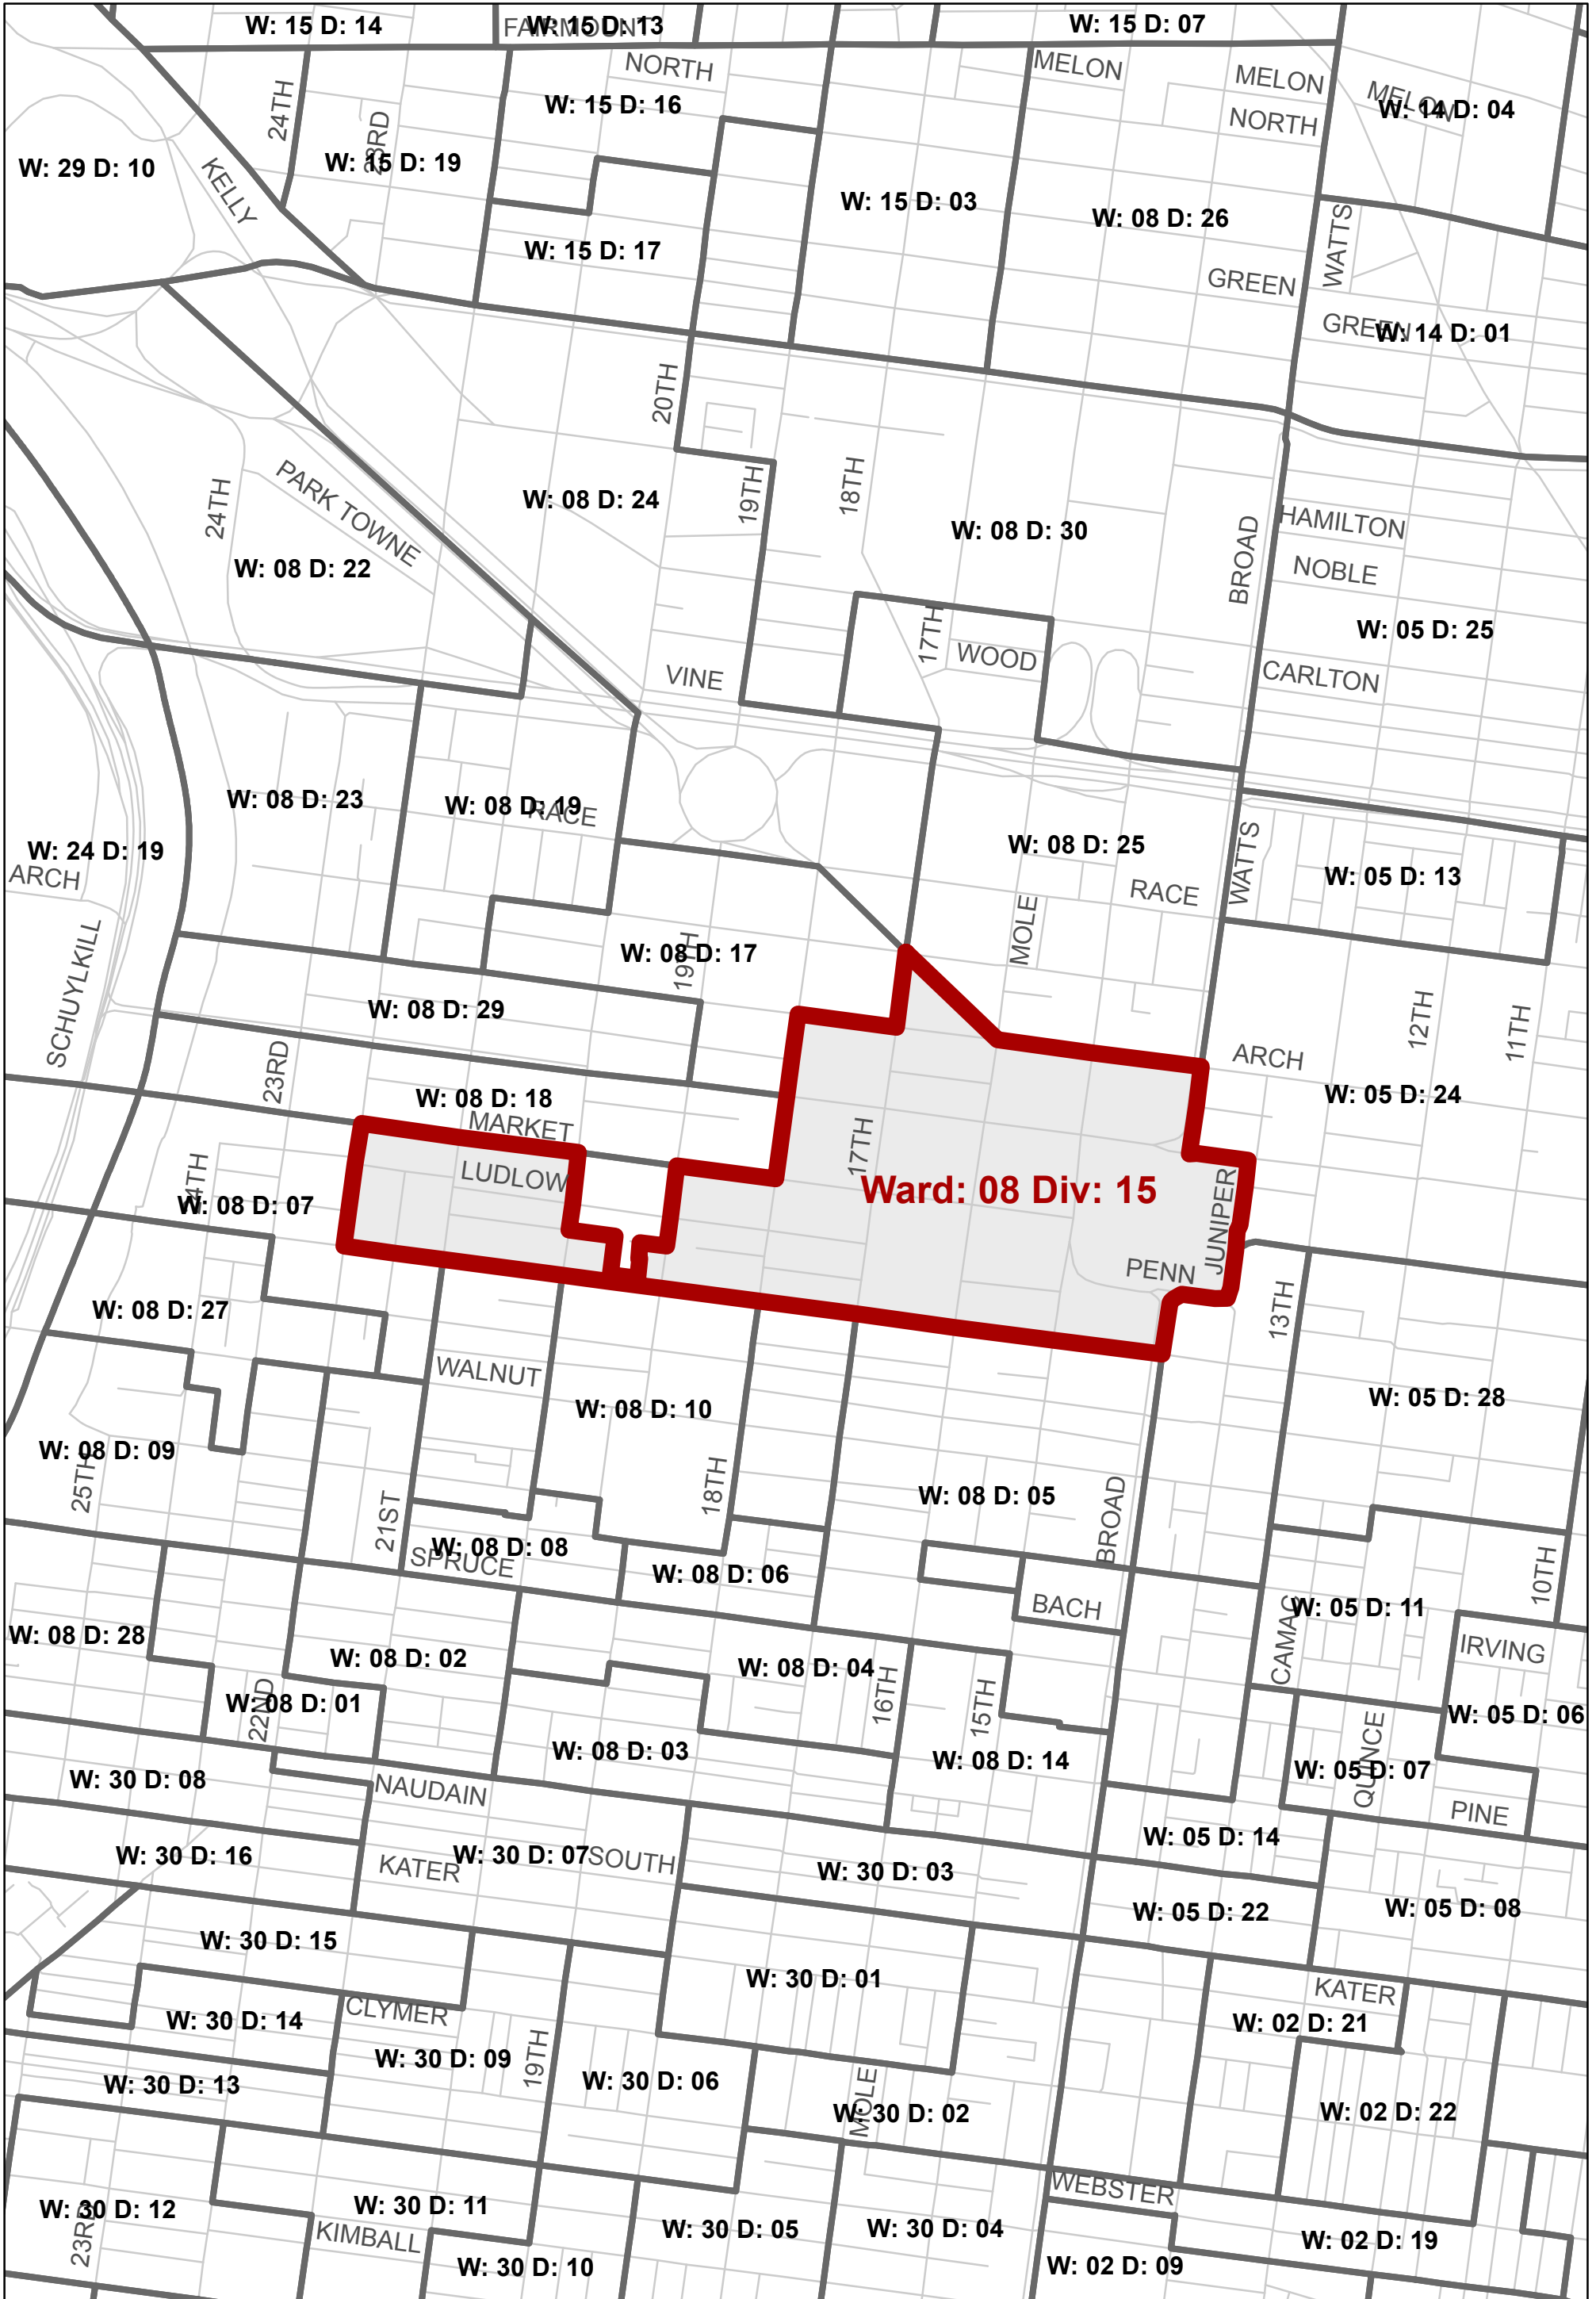 W: 15 D: 14
FAIRMOUNT
W: 15 D: 13
W: 15 D: 07
NORTH
MELON
MELON
MELON
W: 14 D: 04
24TH
23RD
W: 15 D: 16
NORTH
W: 29 D: 10
KELLY
W: 15 D: 19
W: 15 D: 03
W: 08 D: 26
WATTS
W: 15 D: 17
GREEN
GREEN
W: 14 D: 01
20TH
24TH
PARK TOWNE
W: 08 D: 24
19TH
18TH
W: 08 D: 30
BROAD
HAMILTON
NOBLE
W: 08 D: 22
W: 05 D: 25
17TH
WOOD
VINE
CARLTON
W: 08 D: 23
W: 08 D: 19
RACE
W: 24 D: 19
ARCH
W: 08 D: 25
WATTS
W: 05 D: 13
RACE
MOLE
W: 08 D: 17
19TH
SCHUYLKILL
W: 08 D: 29
12TH
11TH
23RD
ARCH
W: 05 D: 24
W: 08 D: 18
MARKET
17TH
LUDLOW
24TH
W: 08 D: 07
Ward: 08 Div: 15
JUNIPER
PENN
W: 08 D: 27
13TH
WALNUT
W: 08 D: 10
W: 05 D: 28
W: 08 D: 09
25TH
18TH
W: 08 D: 05
BROAD
21ST
W: 08 D: 08
SPRUCE
W: 08 D: 06
10TH
BACH
W: 05 D: 11
CAMAC
W: 08 D: 28
W: 08 D: 02
IRVING
W: 08 D: 04
16TH
15TH
W: 08 D: 01
22ND
W: 05 D: 06
W: 08 D: 03
W: 08 D: 14
QUINCE
W: 05 D: 07
W: 30 D: 08
NAUDAIN
PINE
W: 30 D: 16
KATER
W: 30 D: 07
SOUTH
W: 30 D: 03
W: 05 D: 14
W: 05 D: 22
W: 05 D: 08
W: 30 D: 15
W: 30 D: 01
KATER
W: 30 D: 14
CLYMER
W: 02 D: 21
W: 30 D: 09
19TH
W: 30 D: 13
W: 30 D: 06
MOLE
W: 30 D: 02
W: 02 D: 22
WEBSTER
W: 30 D: 12
23RD
W: 30 D: 11
KIMBALL
W: 30 D: 05
W: 30 D: 04
W: 02 D: 19
W: 30 D: 10
W: 02 D: 09